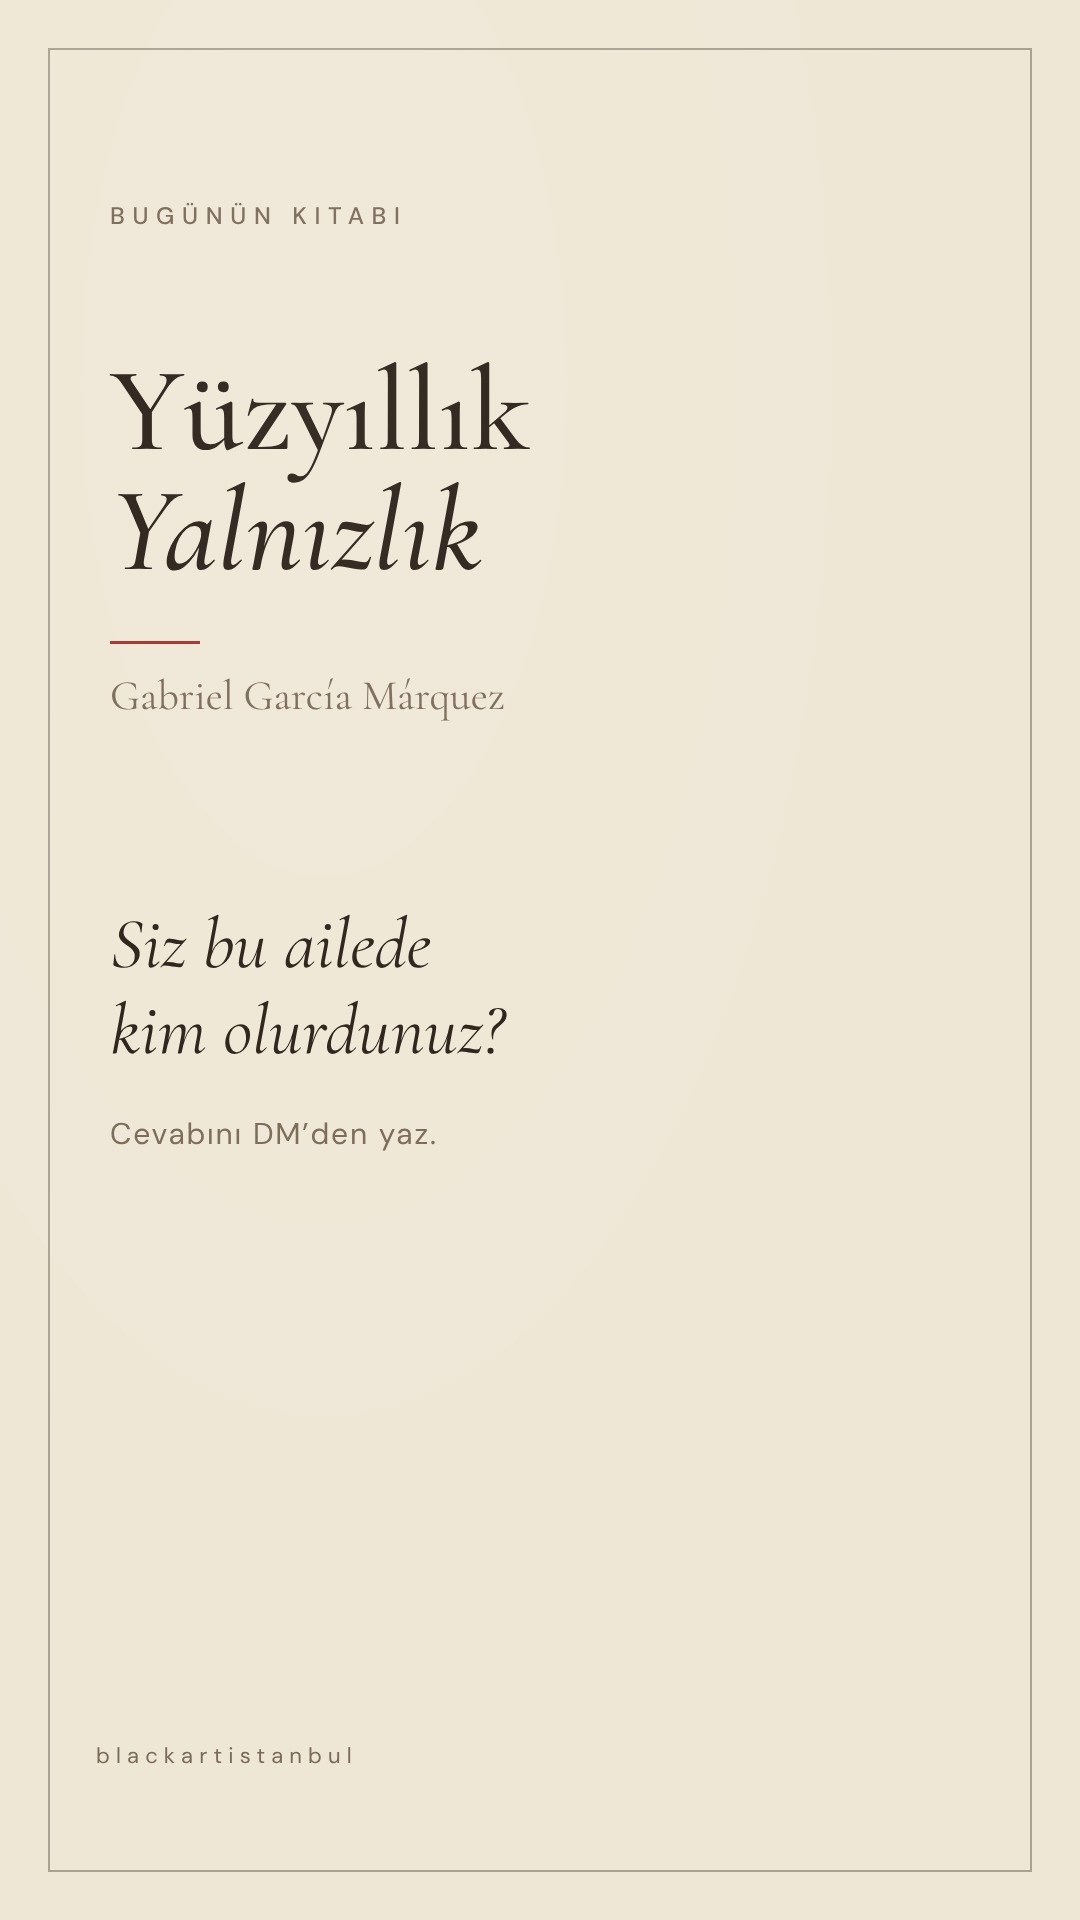 BUGÜNÜN KITABI
Yüzyıllık
Yalnızlık
Gabriel García Márquez
Siz bu ailede
kim olurdunuz?
Cevabını DM’den yaz.
blackartistanbul